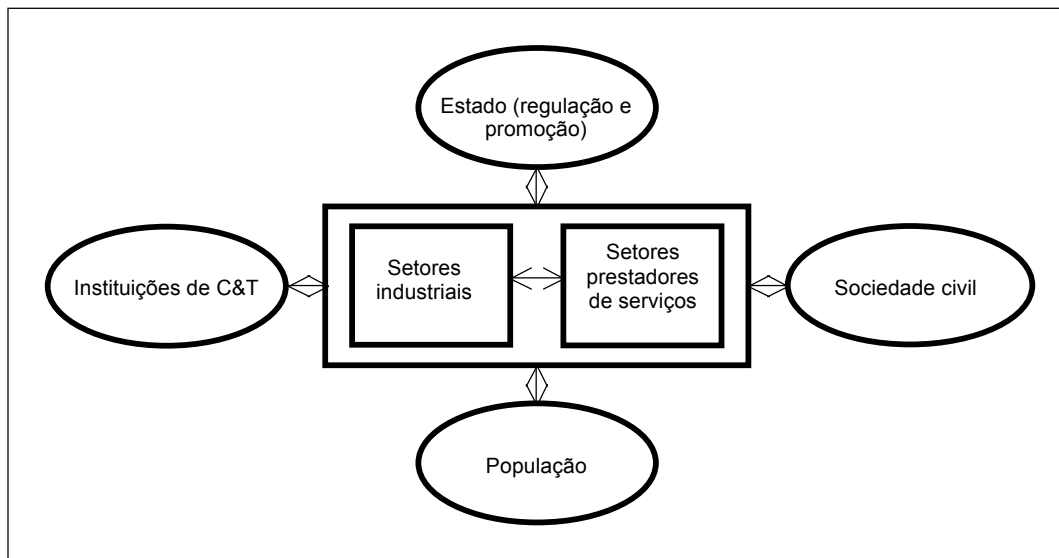 Estado (regulação e
promoção)
Instituições de C&T
Setores
industriais
Setores
prestadores
de serviços
Sociedade civil
População